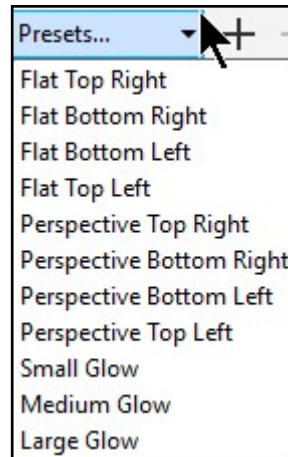 Presets...
Flat Top Right
Flat Bottom Right
Flat Bottom Left
Flat Top Left
Perspective Top Right
Perspective Bottom Right
Perspective Bottom Left
Perspective Top Left
Small Glow
Medium Glow
Large Glow